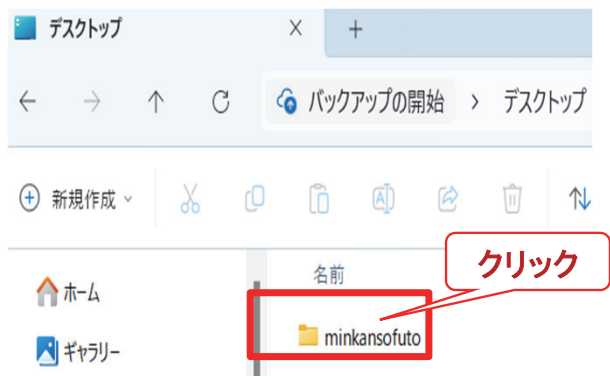 デスクトップ
バックアップの開始 > デスクトップ
新規作成
名前
クリック
ホーム
minkansofuto
ギャラリー